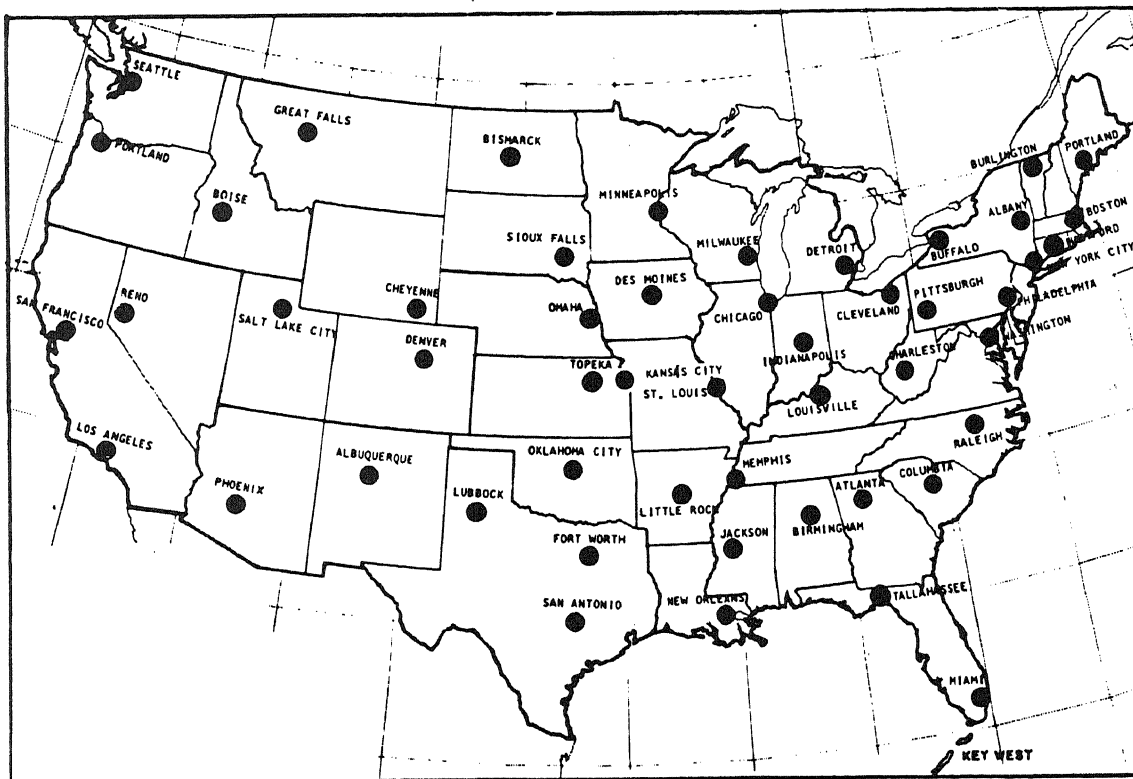 SEATTLE
GREAT FALLS
PORTLAND
BISMARCK
BURLINGTON
PORTLAND
BOISE
MINNEAPOLIS
ALBANY
BOSTON
SIOUX FALLS
MILWAUKEE
DETROIT
BUFFALO
YORK CITY
RENO
CHEYENNE
DES MOINES
PITTSBURGH
SAN FRANCISCO
SALT LAKE CITY
OMAHA
CHICAGO
CLEVELAND
PHILADELPHIA
DENVER
WASHINGTON
INDIANAPOLIS
CHARLESTON
TOPEKA
KANSAS CITY
ST. LOUIS
LOUISVILLE
LOS ANGELES
RALEIGH
ALBUQUERQUE
OKLAHOMA CITY
MEMPHIS
COLUMBIA
PHOENIX
LUBBOCK
ATLANTA
LITTLE ROCK
BIRMINGHAM
JACKSON
FORT WORTH
TALLAHASSEE
SAN ANTONIO
NEW ORLEANS
MIAMI
KEY WEST